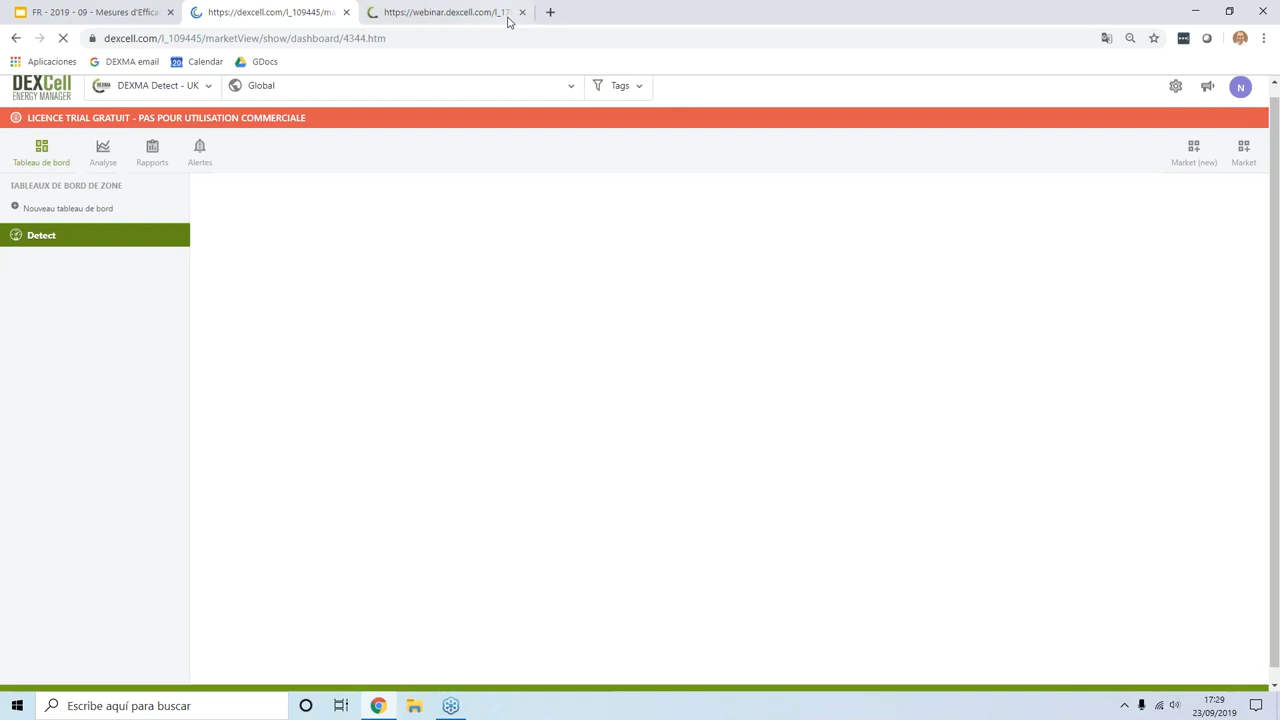 FR - 2019 - 09 - Mesures d'Effica
https://dexcell.com/l_109445/ma
https://webinar.dexcell.com/l_17
dexcell.com/l_109445/marketView/show/dashboard/4344.htm
Aplicaciones
DEXMA email
Calendar
GDocs
DEXCell
ENERGY MANAGER
DEXMA Detect - UK
Global
Tags
N
LICENCE TRIAL GRATUIT - PAS POUR UTILISATION COMMERCIALE
Tableau de bord
Analyse
Rapports
Alertes
Market (new)
Market
TABLEAUX DE BORD DE ZONE
Nouveau tableau de bord
Detect
Escribe aquí para buscar
17:29
23/09/2019